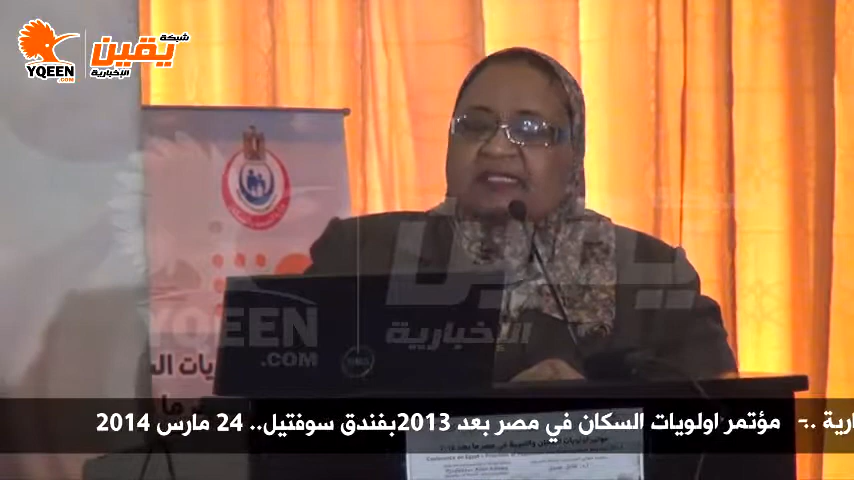 شبكة
يقين
الإخبارية
YQEEN
.COM
شبكة
يقين
الإخبارية
YQEEN
.COM
ارية .. - مؤتمر اولويات السكان في مصر بعد 2013بفندق سوفتيل.. 24 مارس 2014